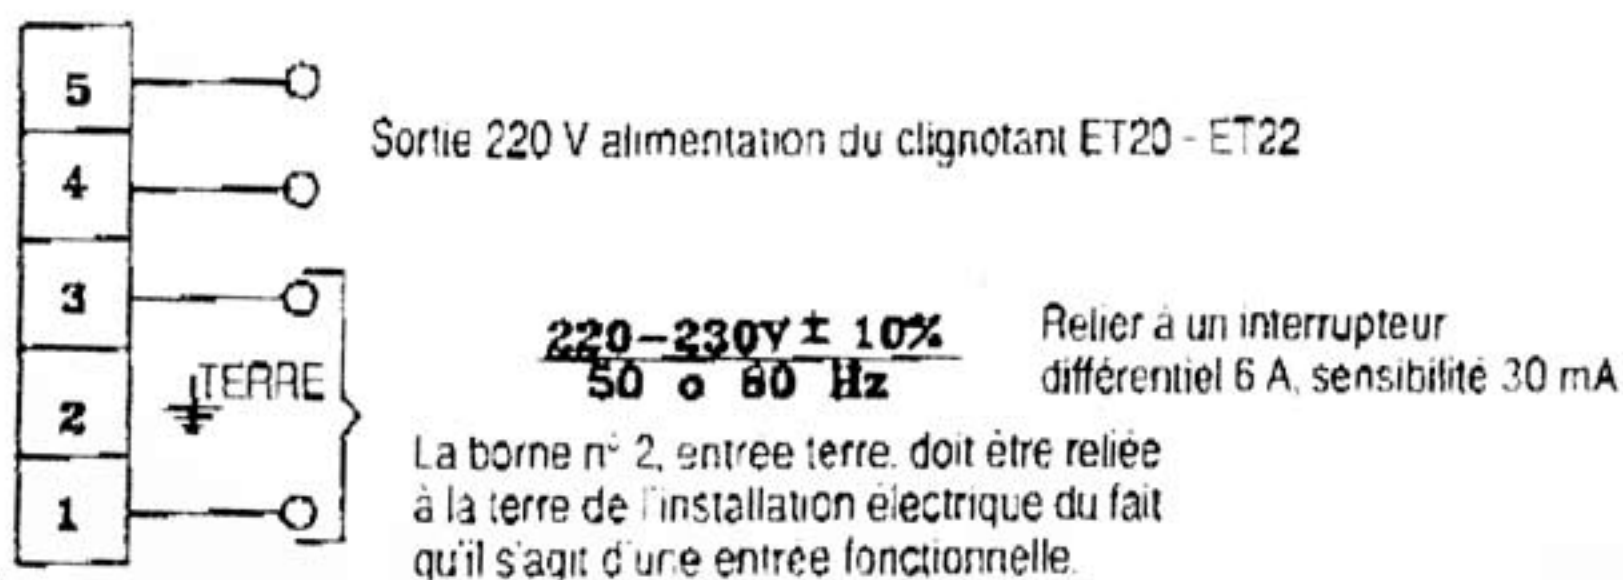 5
Sortie 220 V alimentation du clignotant ET20 - ET22
4
3
220-230V ± 10%
50 o 60 Hz
Relier à un interrupteur
différentiel 6 A, sensibilité 30 mA
TERRE
2
La borne n° 2, entrée terre, doit être reliée
à la terre de l'installation électrique du fait
qu'il s'agit d'une entrée fonctionnelle.
1